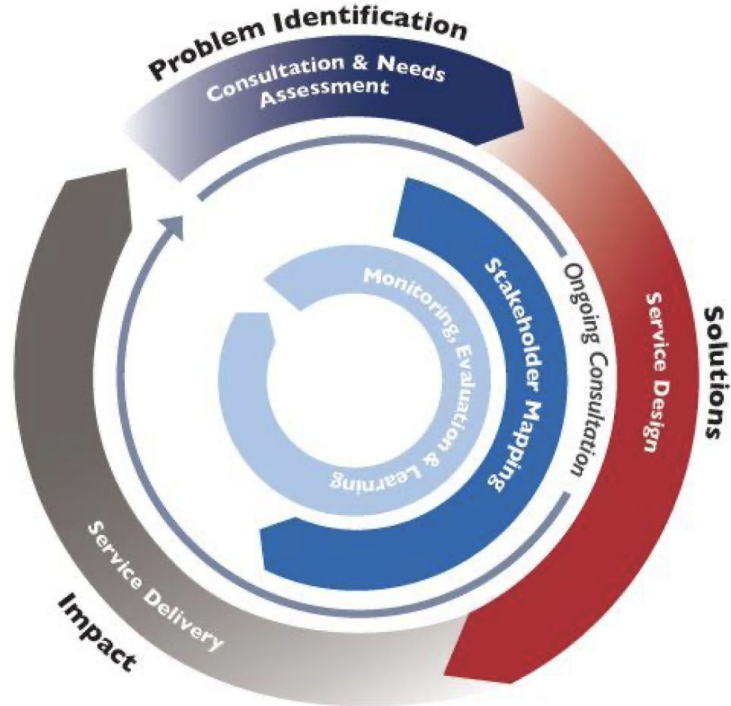 Problem Identification
Consultation & Needs
Assessment
Stakeholder Mapping
Ongoing Consultation
Service Design
Solutions
Monitoring, Evaluation & Learning
Service Delivery
Impact